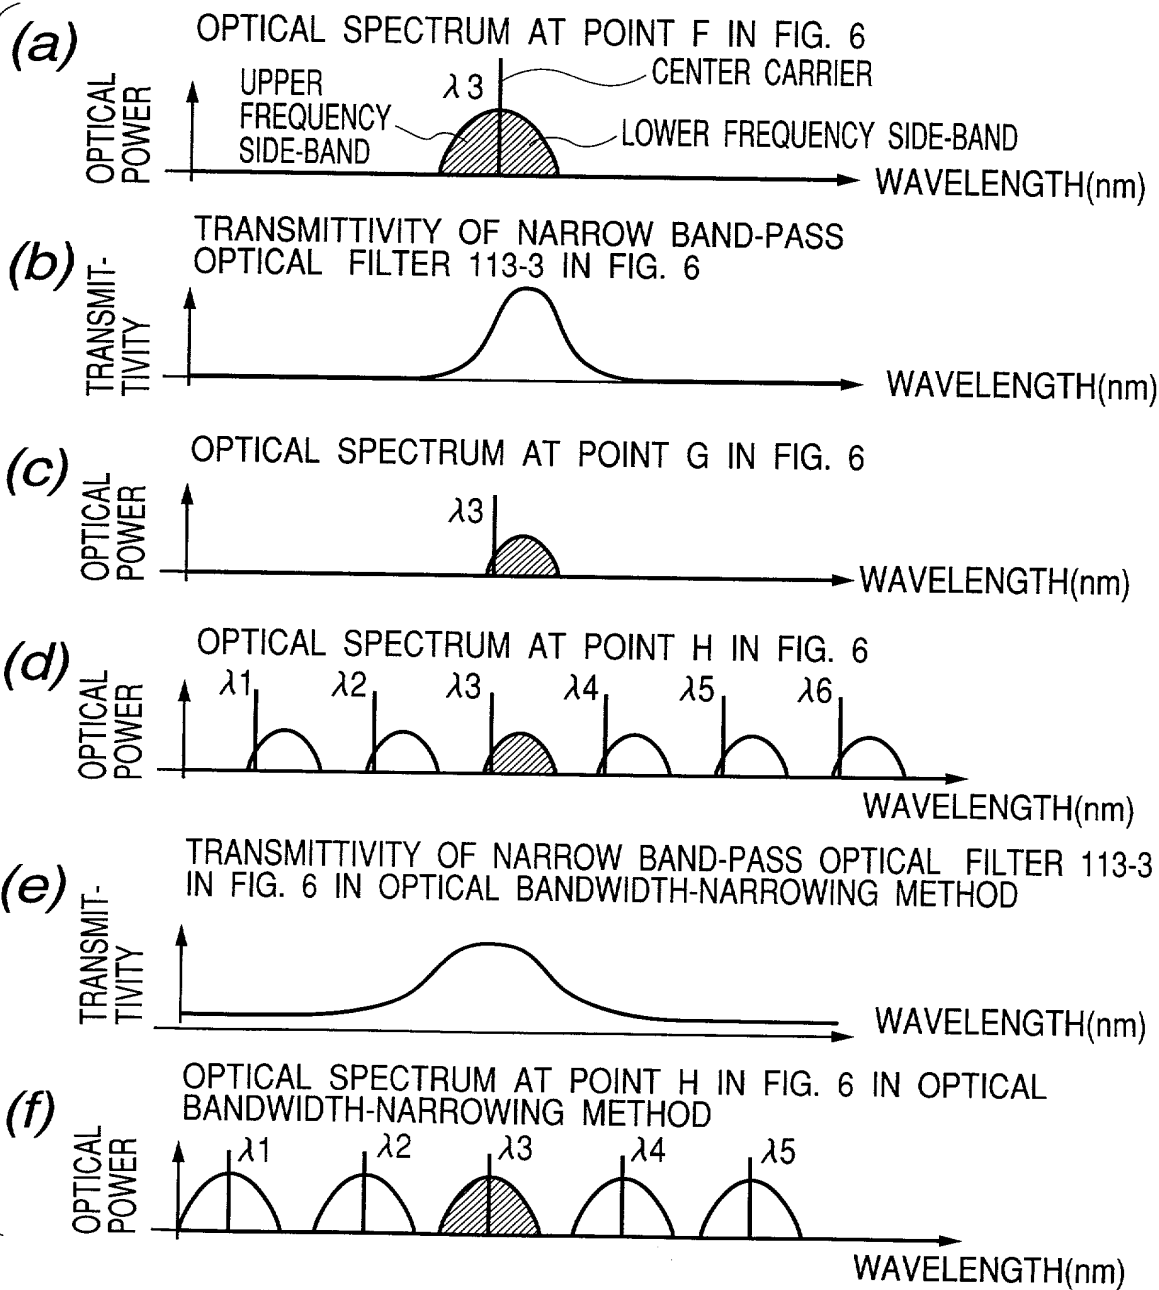 (a)
OPTICAL SPECTRUM AT POINT F IN FIG. 6
OPTICAL
POWER
UPPER
FREQUENCY
SIDE-BAND
λ3
CENTER CARRIER
LOWER FREQUENCY SIDE-BAND
WAVELENGTH(nm)
(b)
TRANSMITTIVITY OF NARROW BAND-PASS
OPTICAL FILTER 113-3 IN FIG. 6
TRANSMIT-
TIVITY
WAVELENGTH(nm)
(c)
OPTICAL SPECTRUM AT POINT G IN FIG. 6
OPTICAL
POWER
λ3
WAVELENGTH(nm)
(d)
OPTICAL SPECTRUM AT POINT H IN FIG. 6
OPTICAL
POWER
λ1 λ2 λ3 λ4 λ5 λ6
WAVELENGTH(nm)
(e)
TRANSMITTIVITY OF NARROW BAND-PASS OPTICAL FILTER 113-3
IN FIG. 6 IN OPTICAL BANDWIDTH-NARROWING METHOD
TRANSMIT-
TIVITY
WAVELENGTH(nm)
(f)
OPTICAL SPECTRUM AT POINT H IN FIG. 6 IN OPTICAL
BANDWIDTH-NARROWING METHOD
OPTICAL
POWER
λ1 λ2 λ3 λ4 λ5
WAVELENGTH(nm)